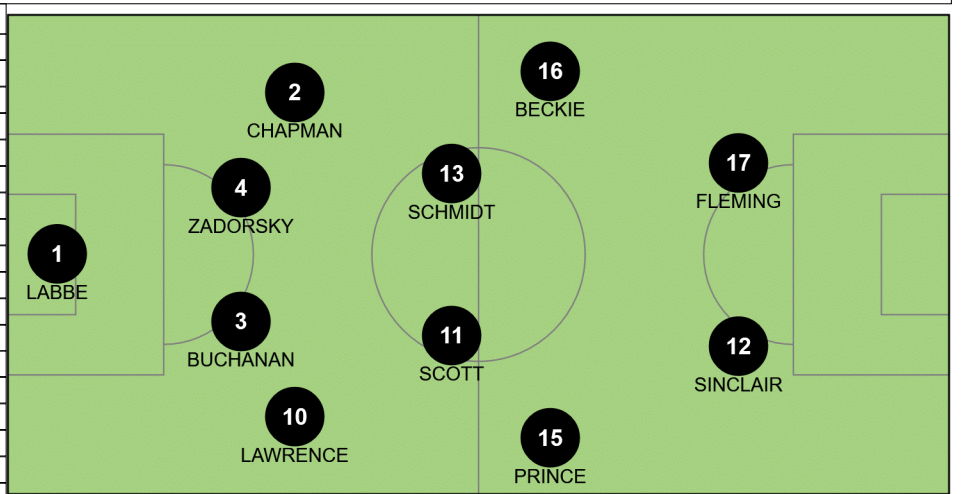 1
LABBE
2
CHAPMAN
4
ZADORSKY
3
BUCHANAN
10
LAWRENCE
13
SCHMIDT
11
SCOTT
16
BECKIE
15
PRINCE
17
FLEMING
12
SINCLAIR